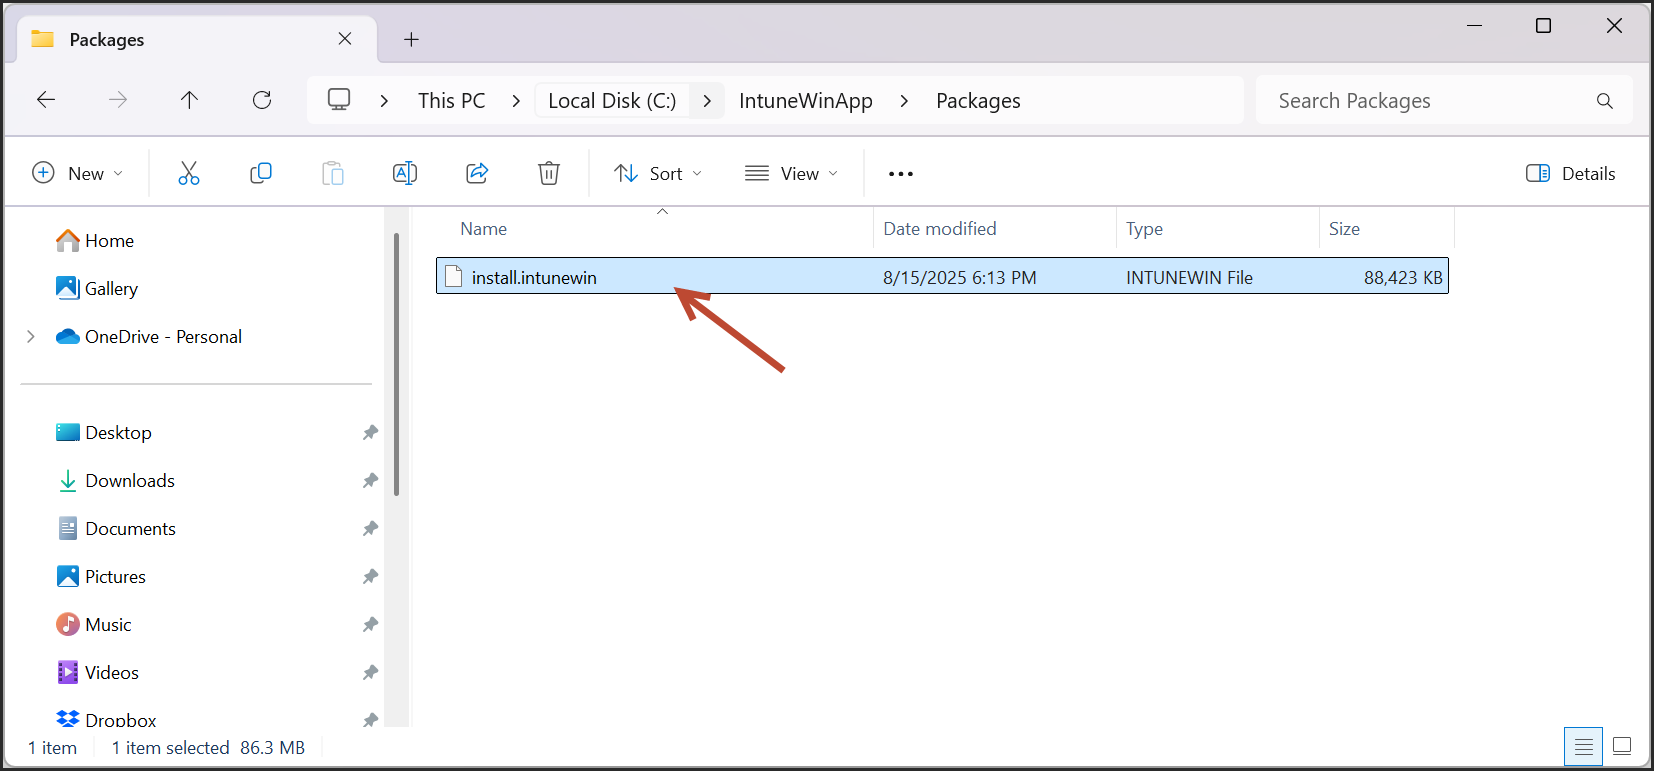 Packages
This PC > Local Disk (C:) > IntuneWinApp > Packages
Search Packages
New
Sort
View
Details
Name
Date modified
Type
Size
install.intunewin
8/15/2025 6:13 PM
INTUNEWIN File
88,423 KB
Home
Gallery
OneDrive - Personal
Desktop
Downloads
Documents
Pictures
Music
Videos
Dropbox
1 item
1 item selected 86.3 MB